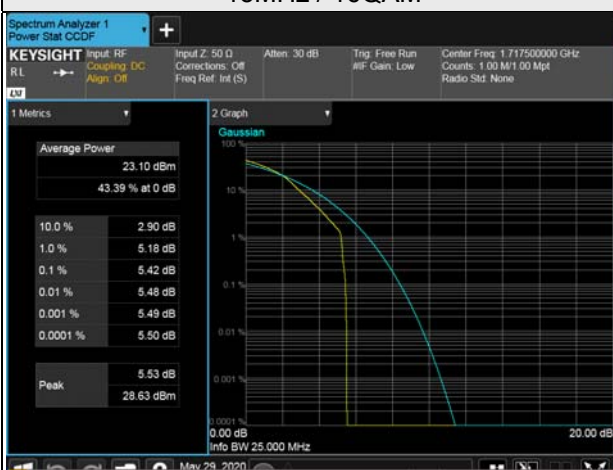 Spectrum Analyzer 1
Power Stat CCDF
+
KEYSIGHT
RL
LXI
Input: RF
Coupling: DC
Align: Off
Input Z: 50 Ω
Corrections: Off
Freq Ref: Int (S)
Atten: 30 dB
Trig: Free Run
#IF Gain: Low
Center Freq: 1.717500000 GHz
Counts: 1.00 M/1.00 Mpt
Radio Std: None
1 Metrics
Average Power
23.10 dBm
43.39 % at 0 dB
10.0 % 2.90 dB
1.0 % 5.18 dB
0.1 % 5.42 dB
0.01 % 5.48 dB
0.001 % 5.49 dB
0.0001 % 5.50 dB
Peak
5.53 dB
28.63 dBm
2 Graph
Gaussian
100 %
10 %
1 %
0.1 %
0.01 %
0.001 %
0.0001 %
0.00 dB 20.00 dB
Info BW 25.000 MHz
May 29, 2020